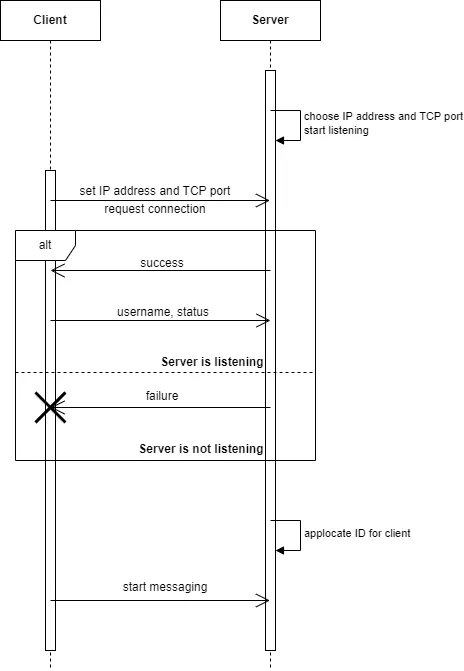 Client
Server
choose IP address and TCP port
start listening
set IP address and TCP port
request connection
alt
success
username, status
Server is listening
failure
Server is not listening
applocate ID for client
start messaging